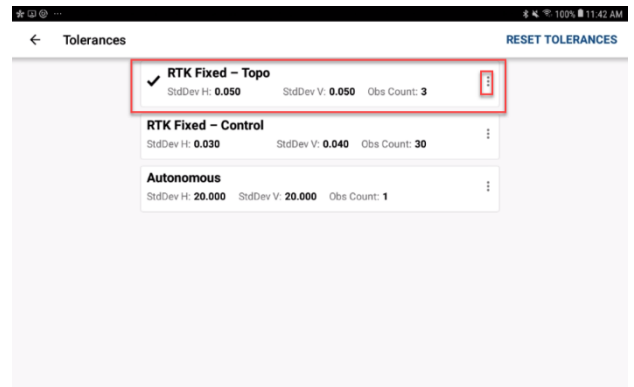 100% 11:42 AM
Tolerances RESET TOLERANCES
RTK Fixed – Topo
StdDev H: 0.050 StdDev V: 0.050 Obs Count: 3
RTK Fixed – Control
StdDev H: 0.030 StdDev V: 0.040 Obs Count: 30
Autonomous
StdDev H: 20.000 StdDev V: 20.000 Obs Count: 1